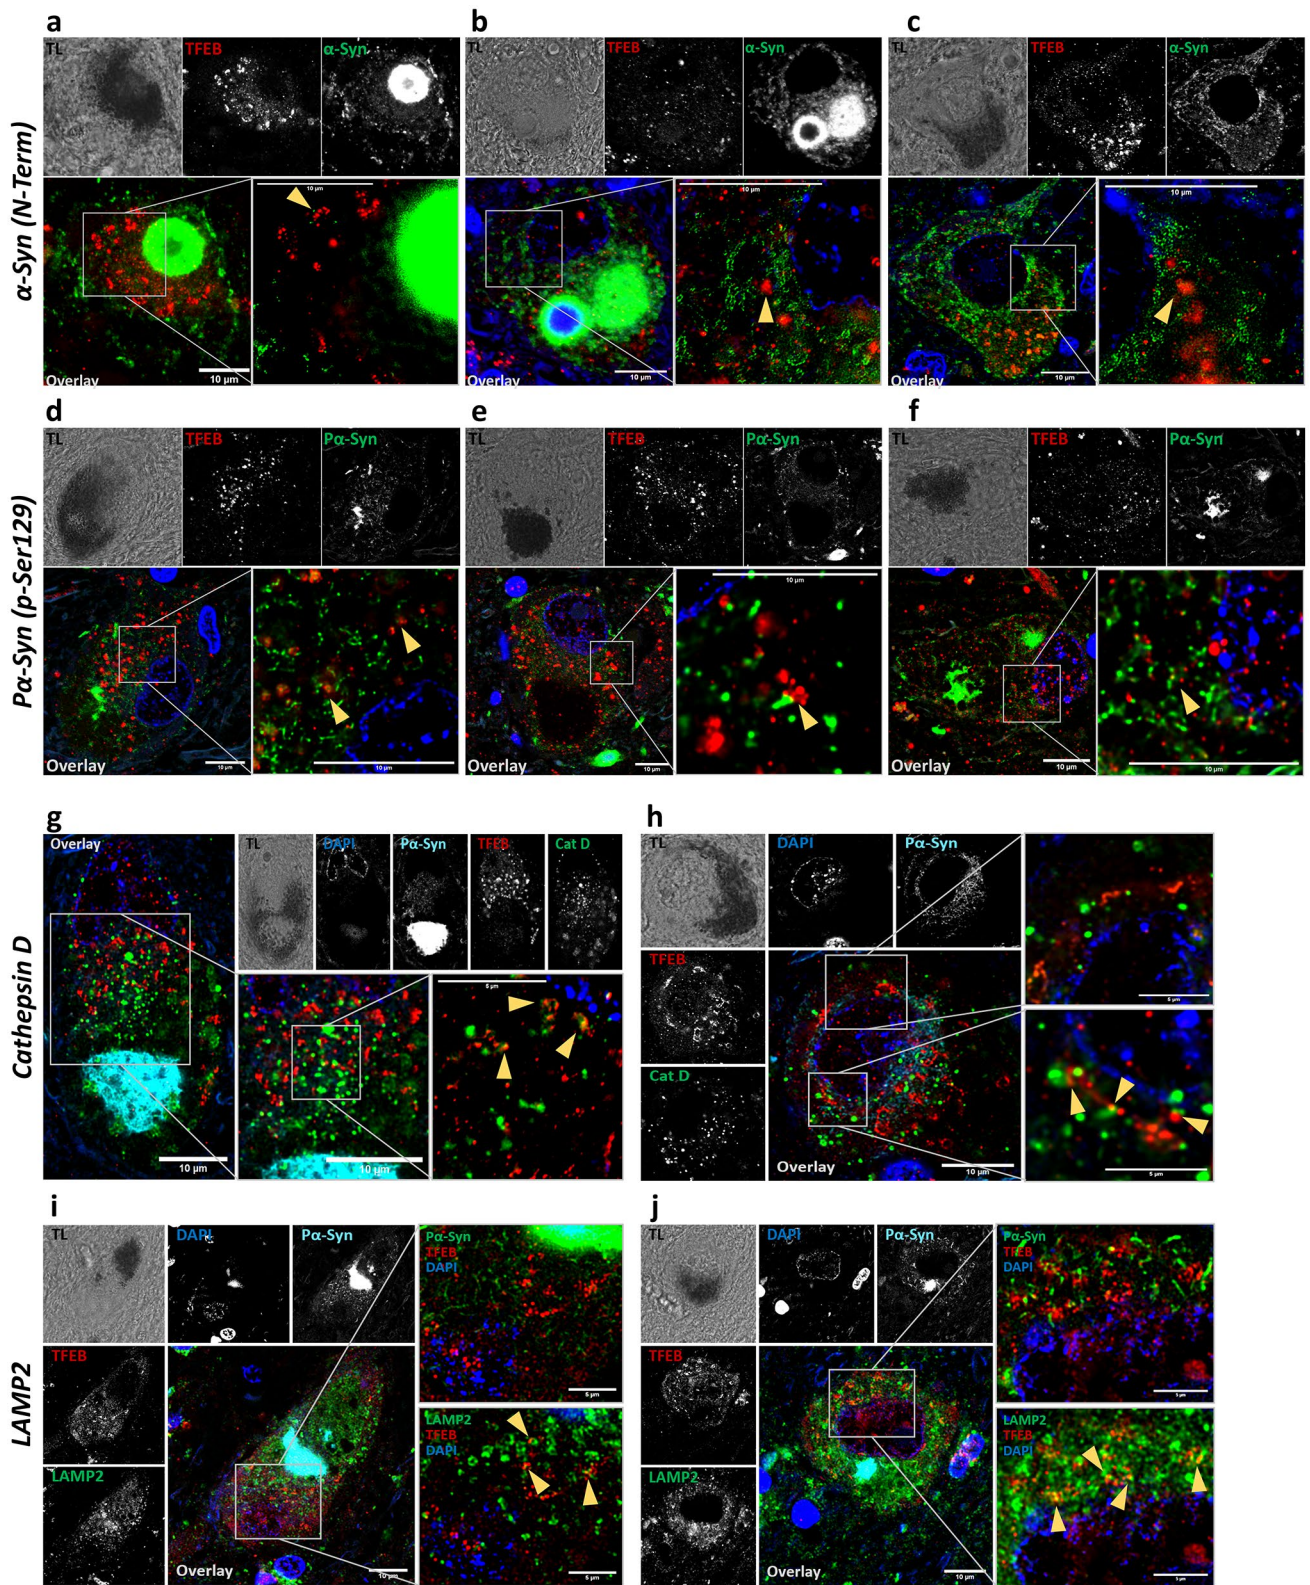 a
b
c
α-Syn (N-Term)
TL
TFEB
α-Syn
TL
TFEB
α-Syn
TL
TFEB
α-Syn
10 µm
10 µm
10 µm
Overlay
10 µm
Overlay
10 µm
Overlay
10 µm
d
e
f
Pα-Syn (p-Ser129)
TL
TFEB
Pα-Syn
TL
TFEB
Pα-Syn
TL
TFEB
Pα-Syn
10 µm
Overlay
10 µm
10 µm
Overlay
10 µm
Overlay
10 µm
10 µm
g
h
Cathepsin D
Overlay
TL
DAPI
Pα-Syn
TFEB
Cat D
5 µm
10 µm
10 µm
TL
DAPI
Pα-Syn
TFEB
5 µm
Cat D
Overlay
10 µm
5 µm
i
j
LAMP2
TL
DAPI
Pα-Syn
Pα-Syn
TFEB
DAPI
TFEB
5 µm
LAMP2
TFEB
DAPI
LAMP2
Overlay
10 µm
5 µm
TL
DAPI
Pα-Syn
Pα-Syn
TFEB
DAPI
TFEB
5 µm
LAMP2
TFEB
DAPI
LAMP2
Overlay
10 µm
5 µm